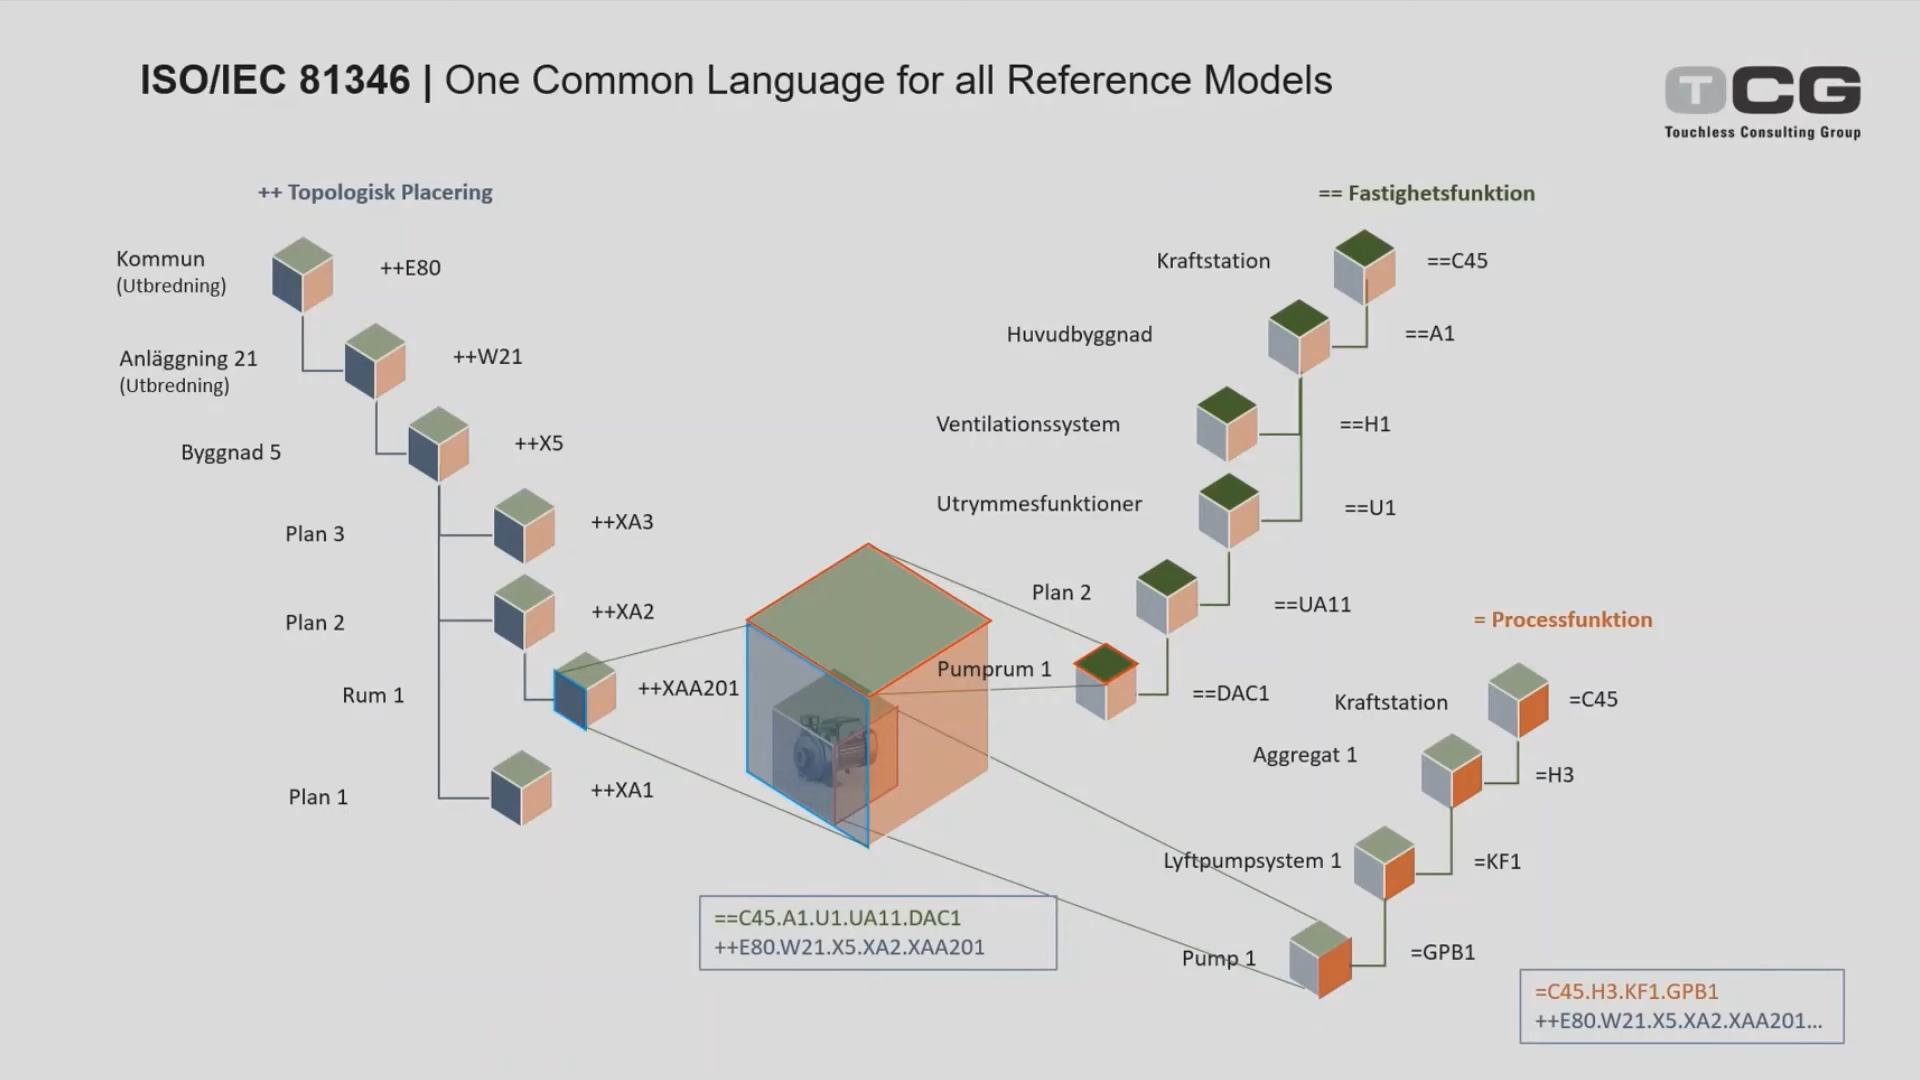 ISO/IEC 81346 | One Common Language for all Reference Models
TCG
Touchless Consulting Group
++ Topologisk Placering
Kommun
(Utbredning)
++E80
Anläggning 21
(Utbredning)
++W21
Byggnad 5
++X5
Plan 3
++XA3
Plan 2
++XA2
Rum 1
++XAA201
Plan 1
++XA1
== Fastighetsfunktion
Kraftstation
==C45
Huvudbyggnad
==A1
Ventilationssystem
==H1
Utrymmesfunktioner
==U1
Plan 2
==UA11
Pumprum 1
==DAC1
= Processfunktion
Kraftstation
=C45
Aggregat 1
=H3
Lyftpumpsystem 1
=KF1
Pump 1
=GPB1
==C45.A1.U1.UA11.DAC1
++E80.W21.X5.XA2.XAA201
=C45.H3.KF1.GPB1
++E80.W21.X5.XA2.XAA201...